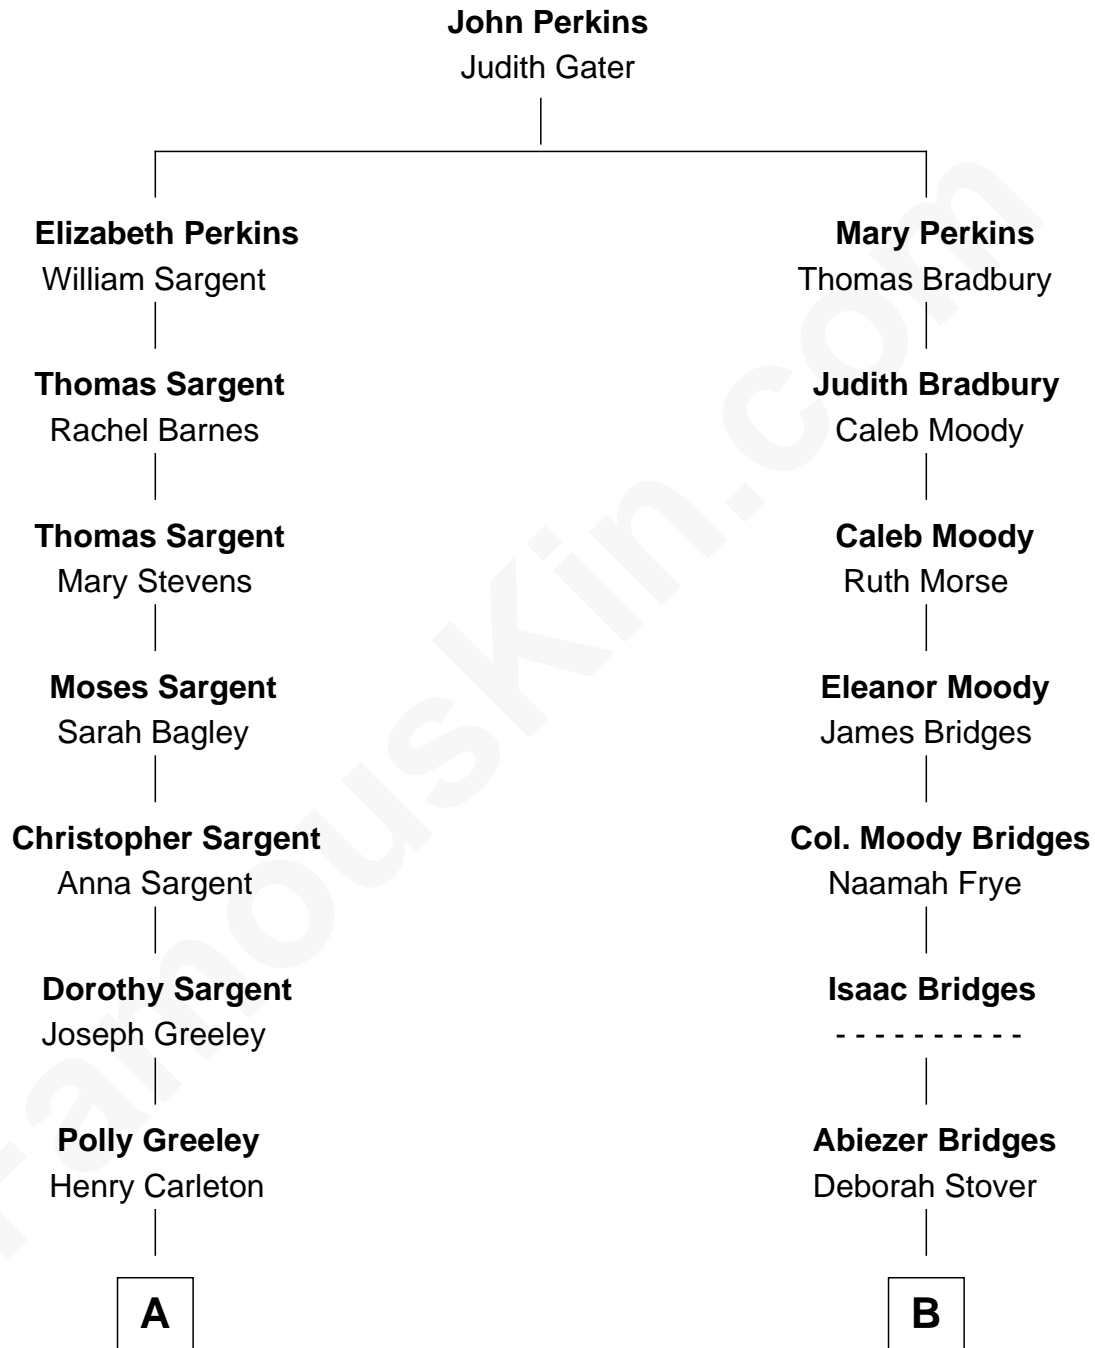 John Perkins
Judith Gater
Elizabeth Perkins
William Sargent
Mary Perkins
Thomas Bradbury
Thomas Sargent
Rachel Barnes
Judith Bradbury
Caleb Moody
Thomas Sargent
Mary Stevens
Caleb Moody
Ruth Morse
Moses Sargent
Sarah Bagley
Eleanor Moody
James Bridges
Christopher Sargent
Anna Sargent
Col. Moody Bridges
Naamah Frye
Dorothy Sargent
Joseph Greeley
Isaac Bridges
- - - - - - - - - -
Polly Greeley
Henry Carleton
Abiezer Bridges
Deborah Stover
A
B
FamousKin.com